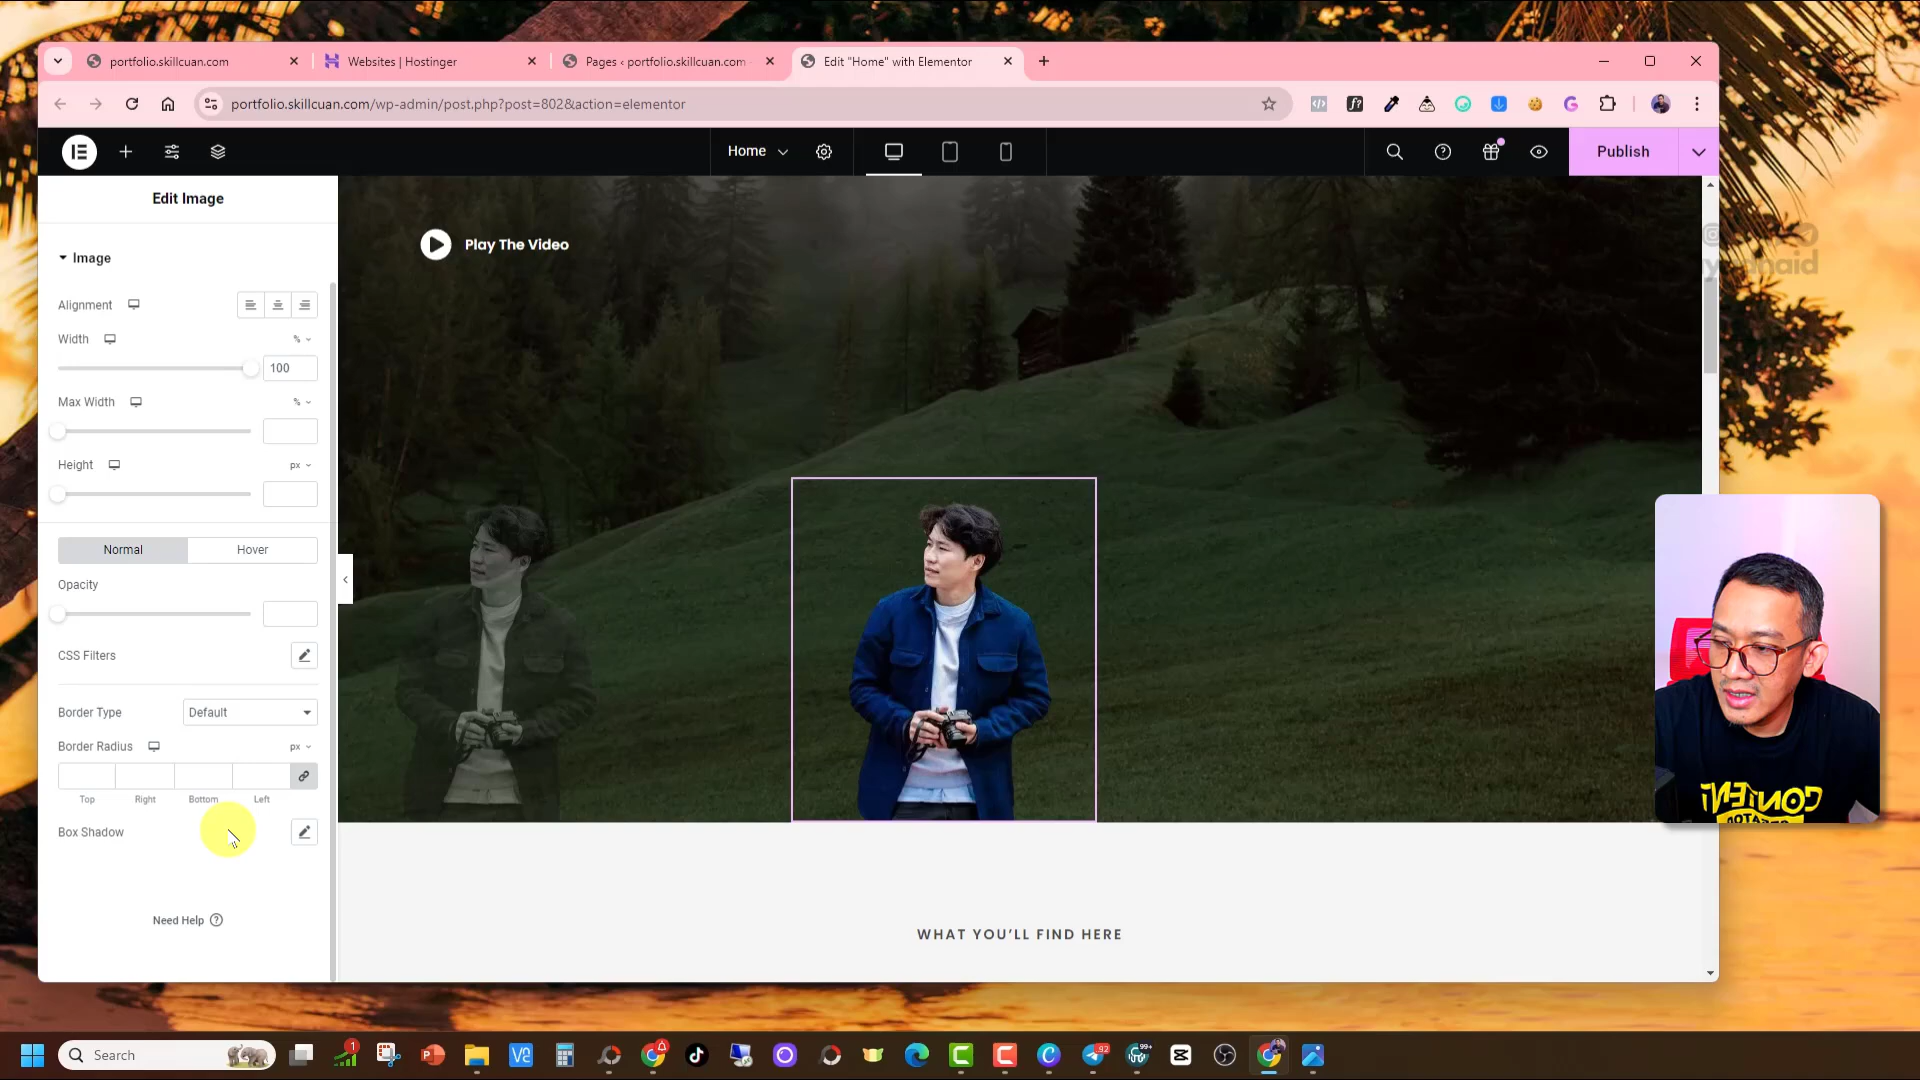 portfolio.skillcuan.com
Websites | Hostinger
Pages ‹ portfolio.skillcuan.com
Edit "Home" with Elementor
portfolio.skillcuan.com/wp-admin/post.php?post=802&action=elementor
Home
Publish
Edit Image
Play The Video
Image
Alignment
Width
%
100
Max Width
%
Height
px
Normal
Hover
Opacity
CSS Filters
Border Type
Default
Border Radius
px
Top
Right
Bottom
Left
Box Shadow
Need Help
WHAT YOU'LL FIND HERE
Search
1
92
99+